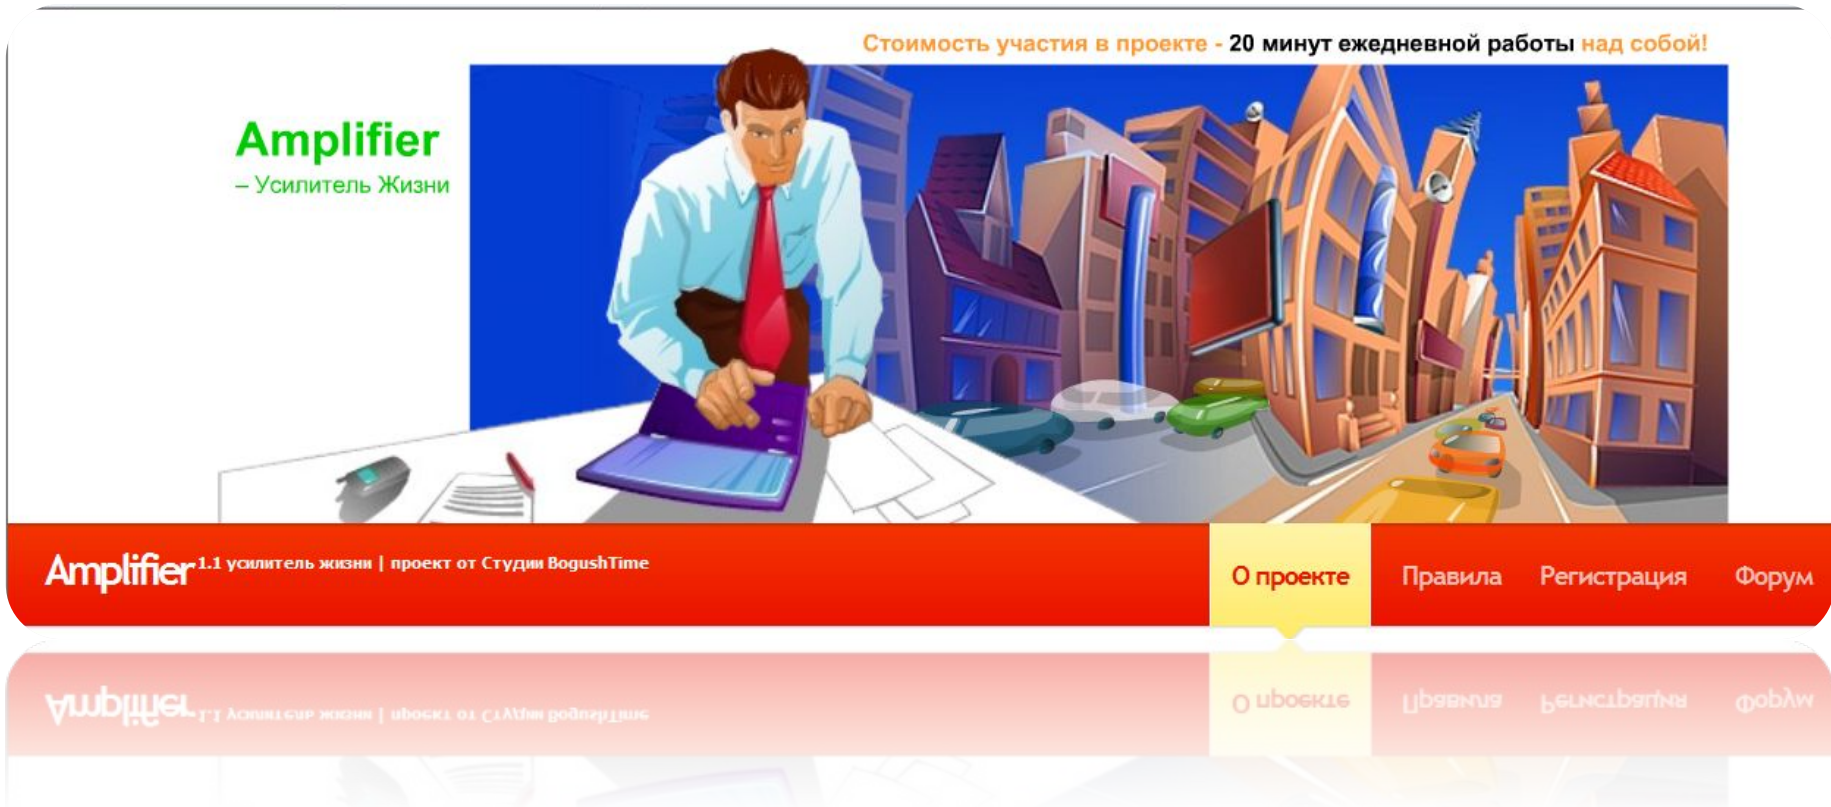 Стоимость участия в проекте - 20 минут ежедневной работы над собой!
Amplifier
– Усилитель Жизни
Amplifier 1.1 усилитель жизни | проект от Студии BogushTime
О проекте Правила Регистрация Форум